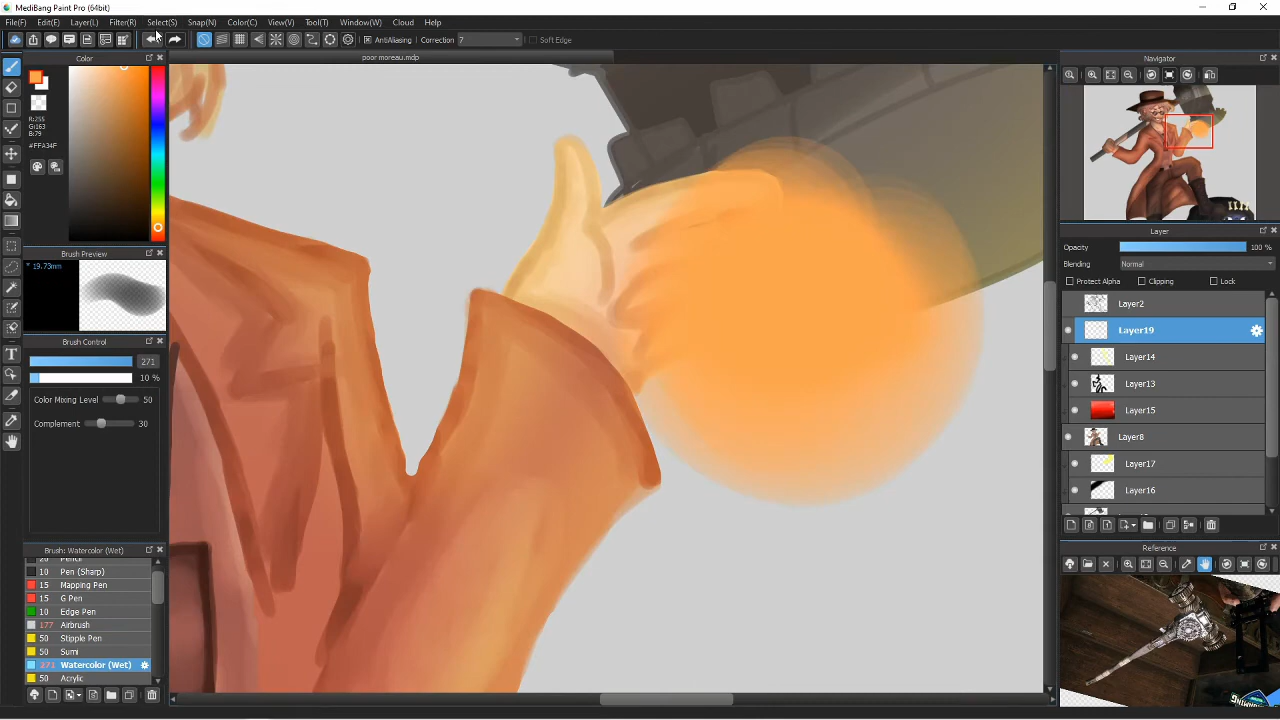 MediBang Paint Pro (64bit)
File(F) Edit(E) Layer(L) Filter(R) Select(S) Snap(N) Color(C) View(V) Tool(T) Window(W) Cloud Help
AntiAliasing Correction 7 Soft Edge
poor moreau.mdp
Color
R:255
G:163
B:79
#FFA34F
Brush Preview
19.73mm
Brush Control
271
10 %
Color Mixing Level 50
Complement 30
Brush: Watercolor (Wet)
20 Pencil
10 Pen (Sharp)
15 Mapping Pen
15 G Pen
10 Edge Pen
177 Airbrush
50 Stipple Pen
50 Sumi
271 Watercolor (Wet)
50 Acrylic
Navigator
Layer
Opacity 100 %
Blending Normal
Protect Alpha Clipping Lock
Layer2
Layer19
Layer14
Layer13
Layer15
Layer8
Layer17
Layer16
Reference